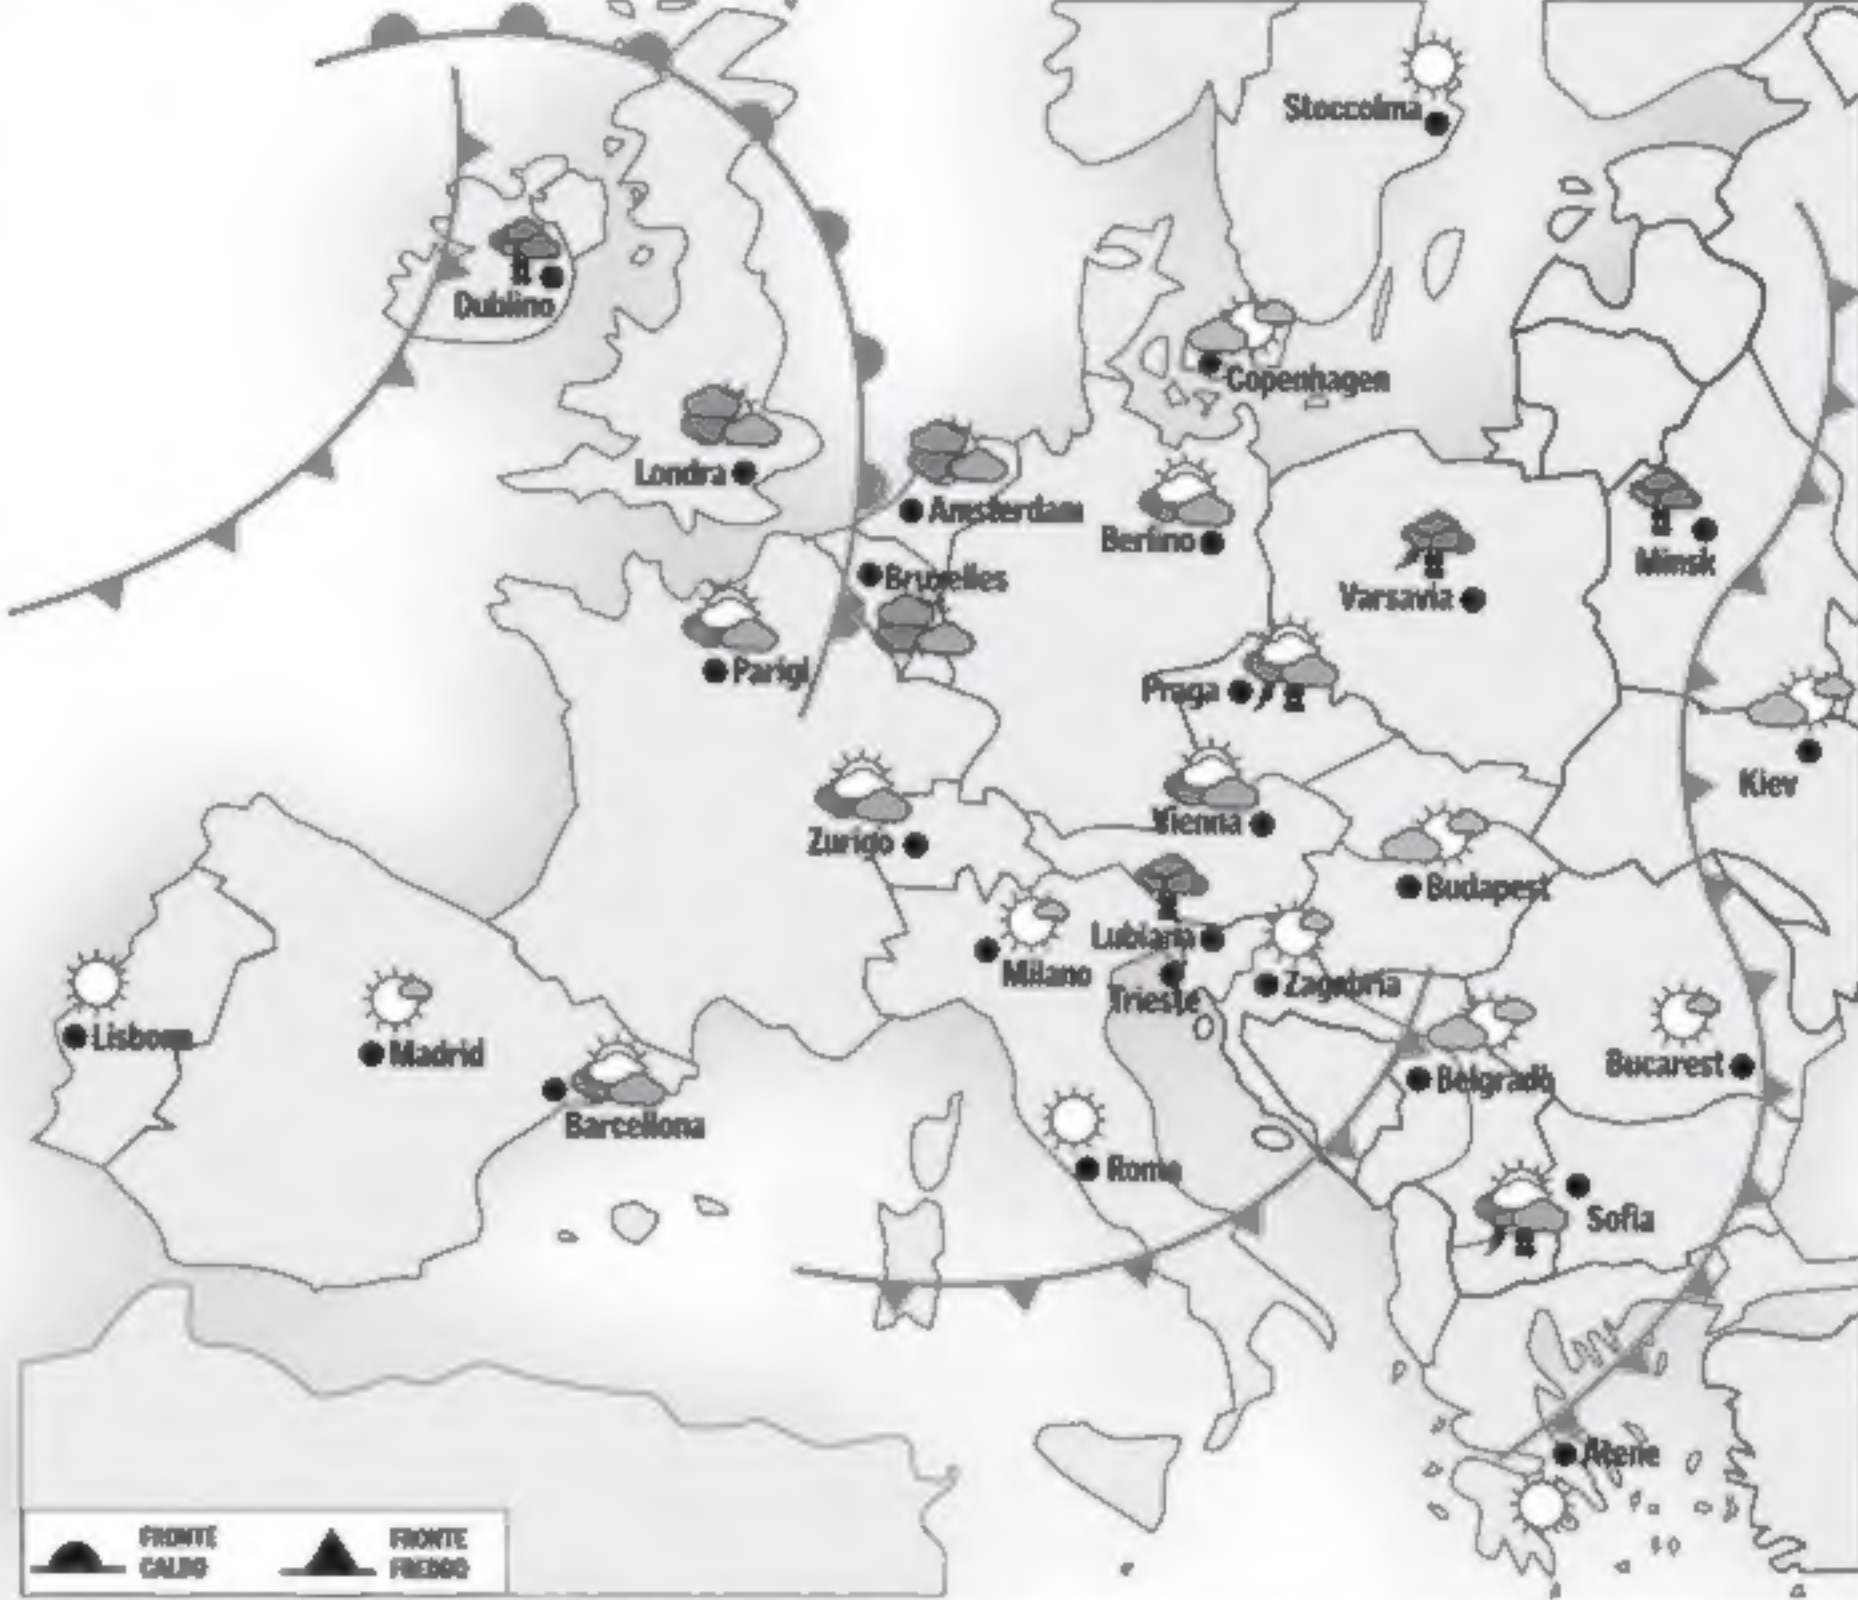 Stoccolma
Dublino
Copenhagen
Londra
Amsterdam
Berlino
Bruxelles
Minsk
Varsavia
Parigi
Praga
Kiev
Vienna
Zurigo
Budapest
Lubiana
Milano
Zagabria
Trieste
Lisbona
Madrid
Bucarest
Belgrado
Barcellona
Roma
Sofia
Atene
FRONTE
CALDO
FRONTE
FREDDO